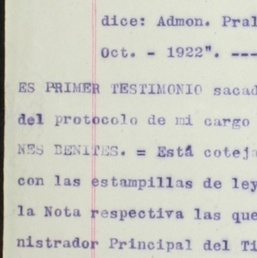 dice: Admon. Pral
Oct. - 1922". ---
ES PRIMER TESTIMONIO sacad
del protocolo de mi cargo
NES BENITES. = Está coteja
con las estampillas de ley
la Nota respectiva las que
nistrador Principal del Ti